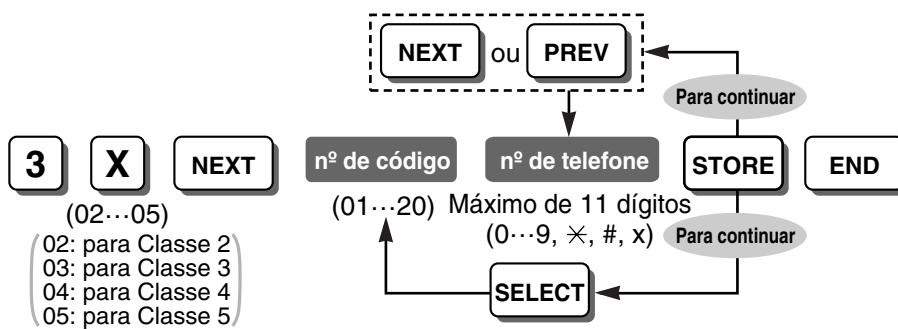 NEXT ou PREV
Para continuar
3 X NEXT nº de código nº de telefone STORE END
(02···05) (01···20) Máximo de 11 dígitos
(0···9, ✳, #, x) Para continuar
02: para Classe 2
03: para Classe 3
04: para Classe 4
05: para Classe 5
SELECT